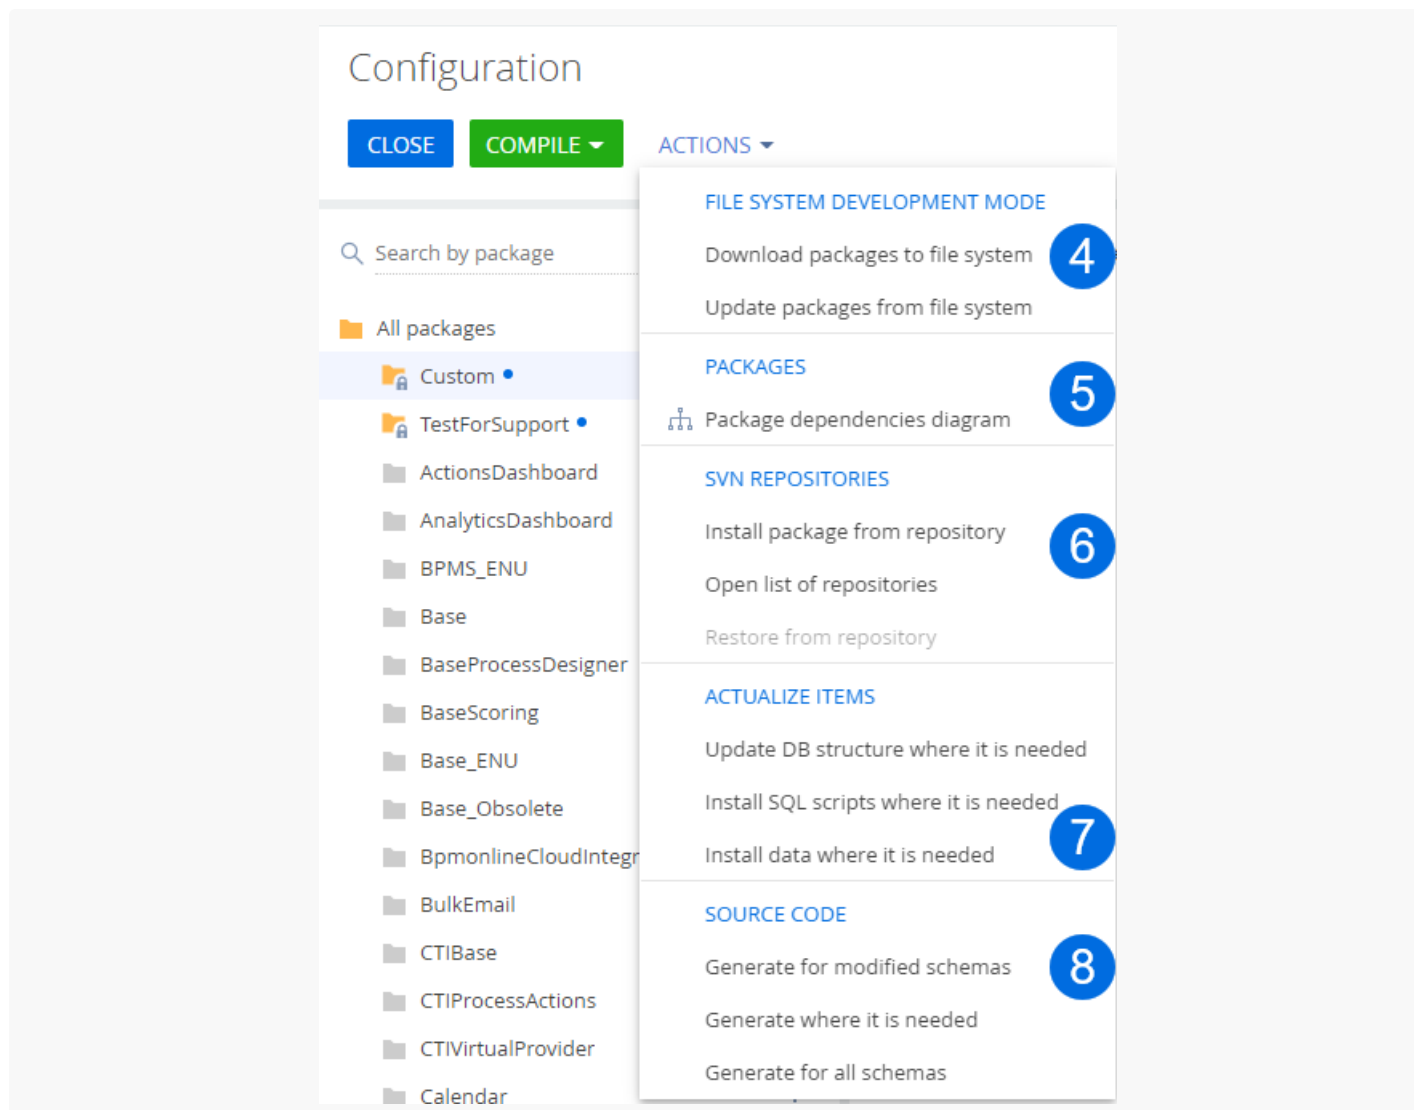 Configuration
CLOSE
COMPILE
ACTIONS
Search by package
All packages
Custom
TestForSupport
ActionsDashboard
AnalyticsDashboard
BPMS_ENU
Base
BaseProcessDesigner
BaseScoring
Base_ENU
Base_Obsolete
BpmonlineCloudIntegr
BulkEmail
CTIBase
CTIProcessActions
CTIVirtualProvider
Calendar
FILE SYSTEM DEVELOPMENT MODE
Download packages to file system
4
Update packages from file system
PACKAGES
5
Package dependencies diagram
SVN REPOSITORIES
Install package from repository
6
Open list of repositories
Restore from repository
ACTUALIZE ITEMS
Update DB structure where it is needed
Install SQL scripts where it is needed
7
Install data where it is needed
SOURCE CODE
Generate for modified schemas
8
Generate where it is needed
Generate for all schemas